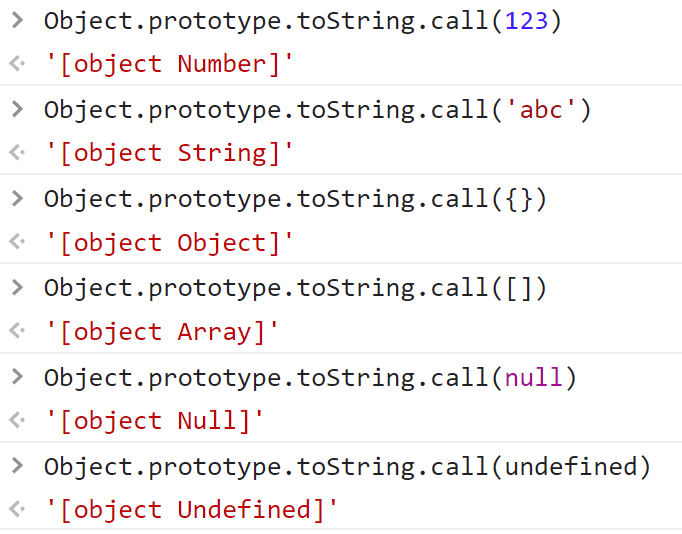 Object.prototype.toString.call(123)
'[object Number]'
Object.prototype.toString.call('abc')
'[object String]'
Object.prototype.toString.call({})
'[object Object]'
Object.prototype.toString.call([])
'[object Array]'
Object.prototype.toString.call(null)
'[object Null]'
Object.prototype.toString.call(undefined)
'[object Undefined]'